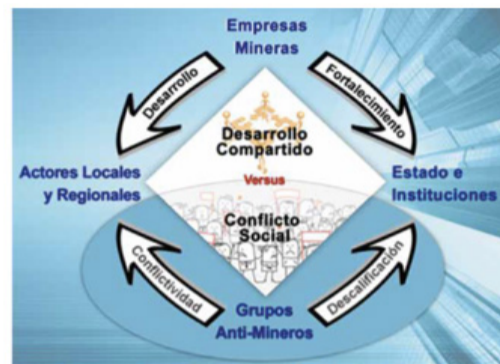 Empresas
Mineras
Desarrollo
Fortalecimiento
Desarrollo
Compartido
Actores Locales
y Regionales
Versus
Estado e
Instituciones
Conflicto
Social
Conflictividad
Descalificación
Grupos
Anti-Mineros